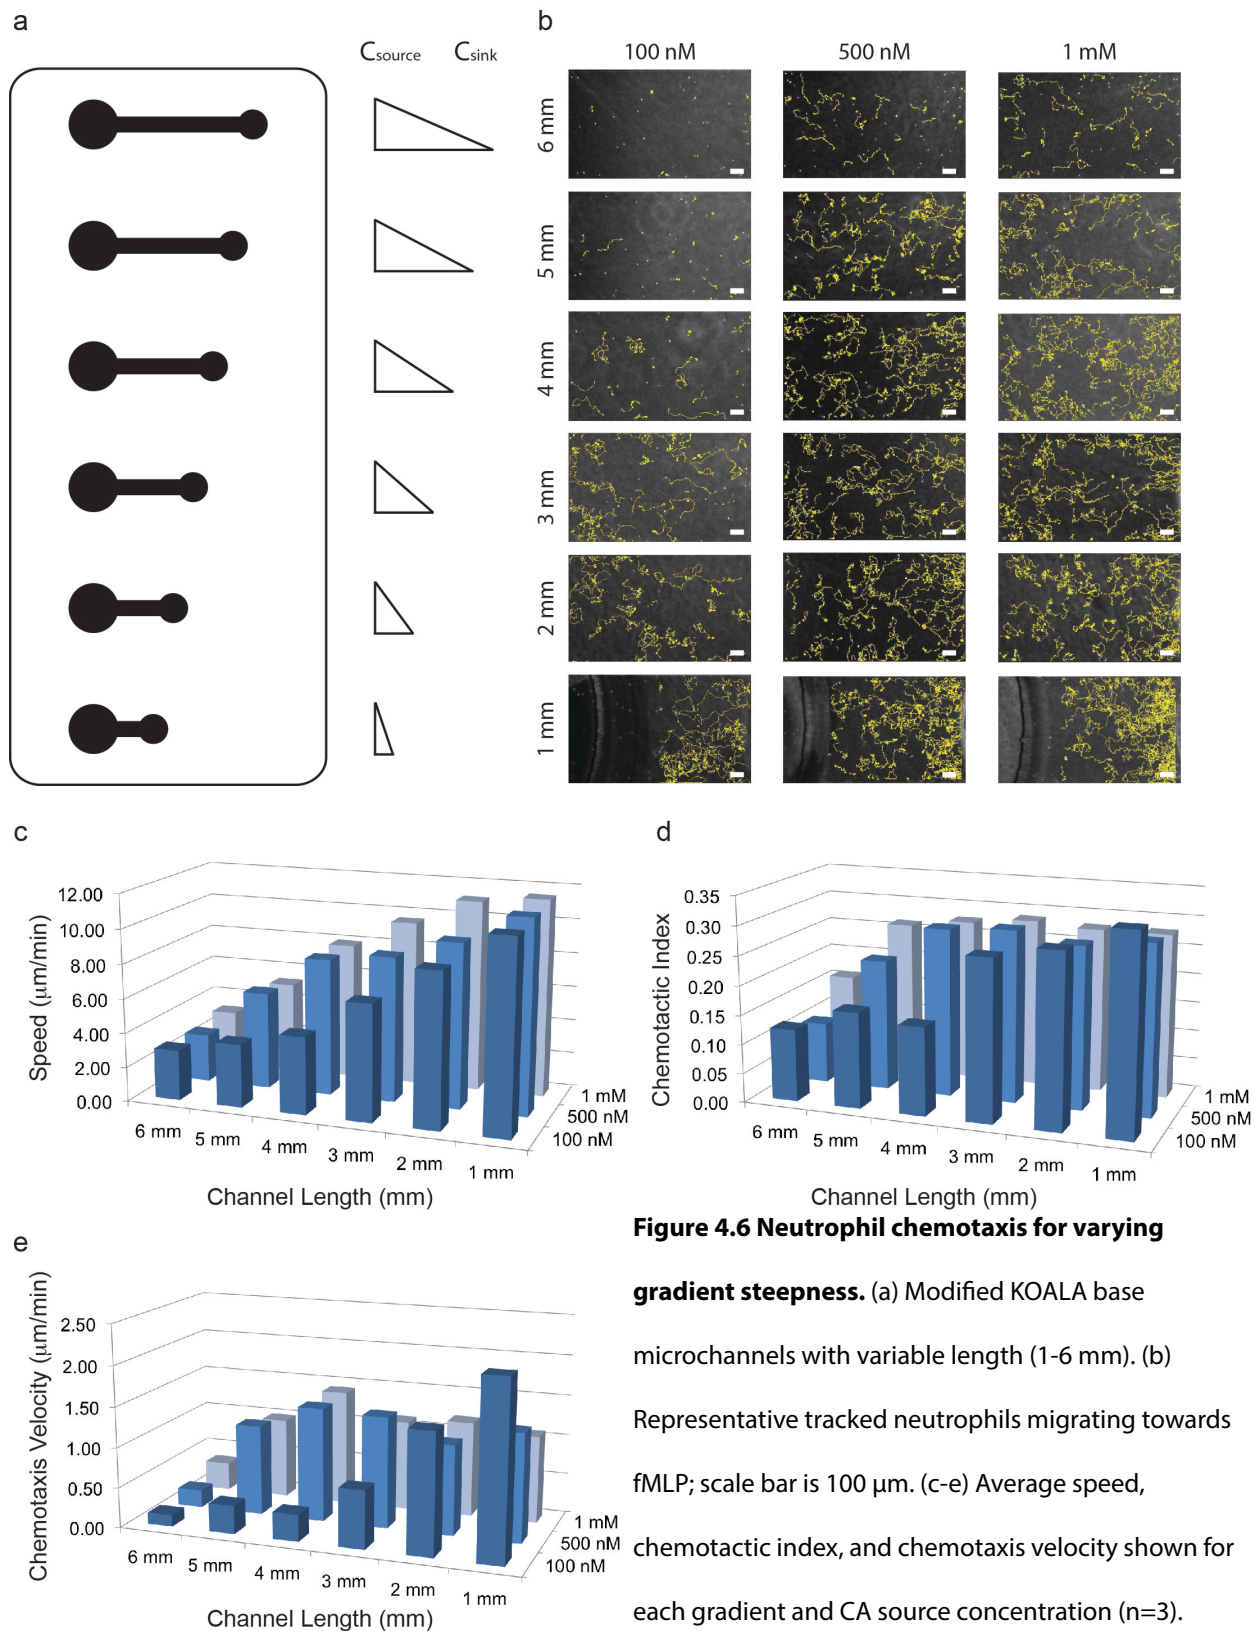 a
C source C sink
b
100 nM 500 nM 1 mM
6 mm
5 mm
4 mm
3 mm
2 mm
1 mm
c
Speed (μm/min)
12.00
10.00
8.00
6.00
4.00
2.00
0.00
6 mm 5 mm 4 mm 3 mm 2 mm 1 mm
1 mM
500 nM
100 nM
Channel Length (mm)
d
Chemotactic Index
0.35
0.30
0.25
0.20
0.15
0.10
0.05
0.00
6 mm 5 mm 4 mm 3 mm 2 mm 1 mm
1 mM
500 nM
100 nM
Channel Length (mm)
e
Chemotaxis Velocity (μm/min)
2.50
2.00
1.50
1.00
0.50
0.00
6 mm 5 mm 4 mm 3 mm 2 mm 1 mm
1 mM
500 nM
100 nM
Channel Length (mm)
Figure 4.6 Neutrophil chemotaxis for varying
gradient steepness. (a) Modified KOALA base
microchannels with variable length (1-6 mm). (b)
Representative tracked neutrophils migrating towards
fMLP; scale bar is 100 μm. (c-e) Average speed,
chemotactic index, and chemotaxis velocity shown for
each gradient and CA source concentration (n=3).